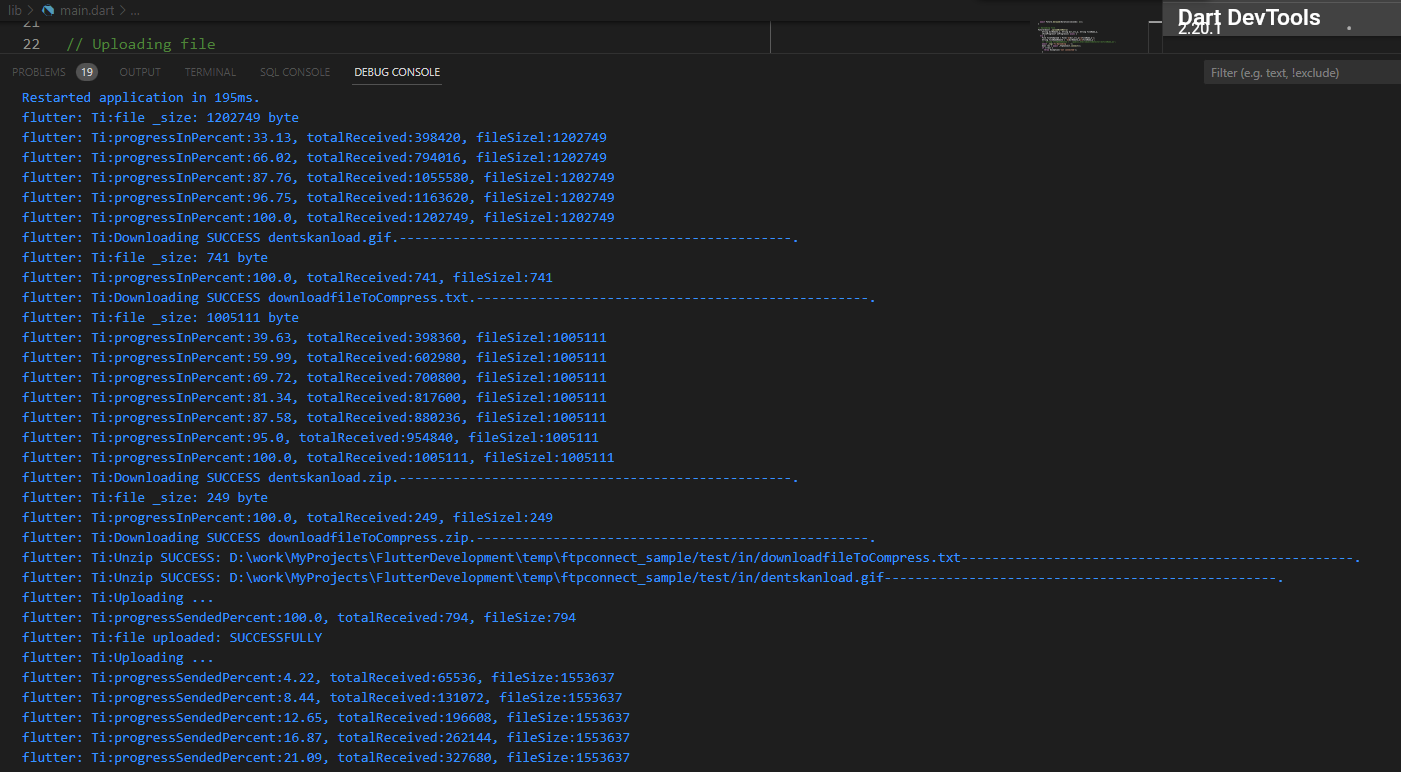 lib > main.dart > ...
Dart DevTools
2.20.1
21
22 // Uploading file
PROBLEMS 19 OUTPUT TERMINAL SQL CONSOLE DEBUG CONSOLE Filter (e.g. text, !exclude)
Restarted application in 195ms.
flutter: Ti:file _size: 1202749 byte
flutter: Ti:progressInPercent:33.13, totalReceived:398420, fileSizel:1202749
flutter: Ti:progressInPercent:66.02, totalReceived:794016, fileSizel:1202749
flutter: Ti:progressInPercent:87.76, totalReceived:1055580, fileSizel:1202749
flutter: Ti:progressInPercent:96.75, totalReceived:1163620, fileSizel:1202749
flutter: Ti:progressInPercent:100.0, totalReceived:1202749, fileSizel:1202749
flutter: Ti:Downloading SUCCESS dentskanload.gif.---------------------------------------------------.
flutter: Ti:file _size: 741 byte
flutter: Ti:progressInPercent:100.0, totalReceived:741, fileSizel:741
flutter: Ti:Downloading SUCCESS downloadfileToCompress.txt.---------------------------------------------------.
flutter: Ti:file _size: 1005111 byte
flutter: Ti:progressInPercent:39.63, totalReceived:398360, fileSizel:1005111
flutter: Ti:progressInPercent:59.99, totalReceived:602980, fileSizel:1005111
flutter: Ti:progressInPercent:69.72, totalReceived:700800, fileSizel:1005111
flutter: Ti:progressInPercent:81.34, totalReceived:817600, fileSizel:1005111
flutter: Ti:progressInPercent:87.58, totalReceived:880236, fileSizel:1005111
flutter: Ti:progressInPercent:95.0, totalReceived:954840, fileSizel:1005111
flutter: Ti:progressInPercent:100.0, totalReceived:1005111, fileSizel:1005111
flutter: Ti:Downloading SUCCESS dentskanload.zip.---------------------------------------------------.
flutter: Ti:file _size: 249 byte
flutter: Ti:progressInPercent:100.0, totalReceived:249, fileSizel:249
flutter: Ti:Downloading SUCCESS downloadfileToCompress.zip.---------------------------------------------------.
flutter: Ti:Unzip SUCCESS: D:\work\MyProjects\FlutterDevelopment\temp\ftpconnect_sample/test/in/downloadfileToCompress.txt---------------------------------------------------.
flutter: Ti:Unzip SUCCESS: D:\work\MyProjects\FlutterDevelopment\temp\ftpconnect_sample/test/in/dentskanload.gif---------------------------------------------------.
flutter: Ti:Uploading ...
flutter: Ti:progressSendedPercent:100.0, totalReceived:794, fileSize:794
flutter: Ti:file uploaded: SUCCESSFULLY
flutter: Ti:Uploading ...
flutter: Ti:progressSendedPercent:4.22, totalReceived:65536, fileSize:1553637
flutter: Ti:progressSendedPercent:8.44, totalReceived:131072, fileSize:1553637
flutter: Ti:progressSendedPercent:12.65, totalReceived:196608, fileSize:1553637
flutter: Ti:progressSendedPercent:16.87, totalReceived:262144, fileSize:1553637
flutter: Ti:progressSendedPercent:21.09, totalReceived:327680, fileSize:1553637